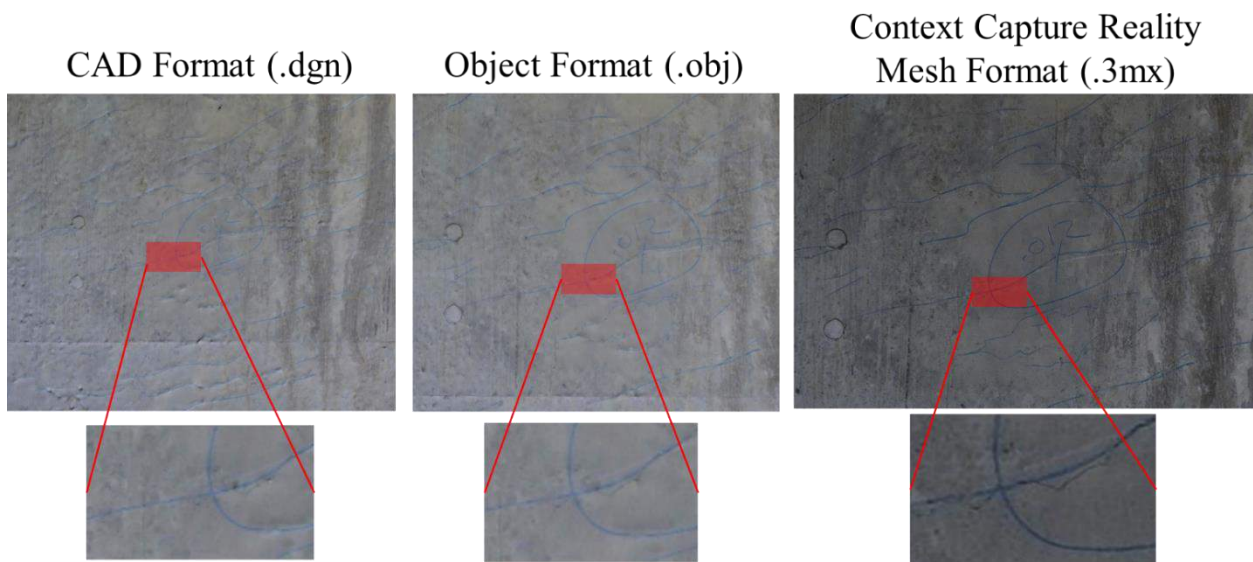 CAD Format (.dgn)
Object Format (.obj)
Context Capture Reality
Mesh Format (.3mx)